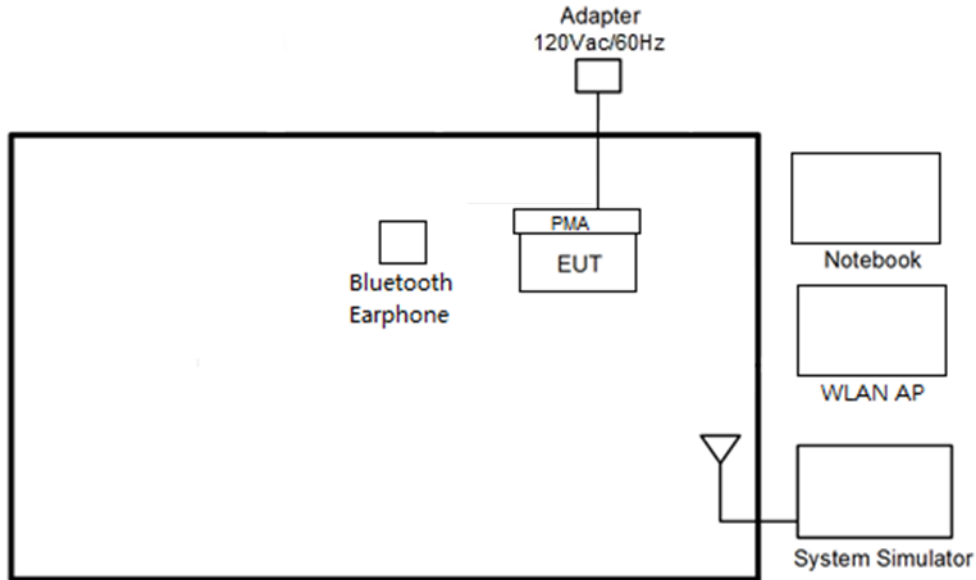 Adapter
120Vac/60Hz
PMA
EUT
Bluetooth
Earphone
Notebook
WLAN AP
System Simulator